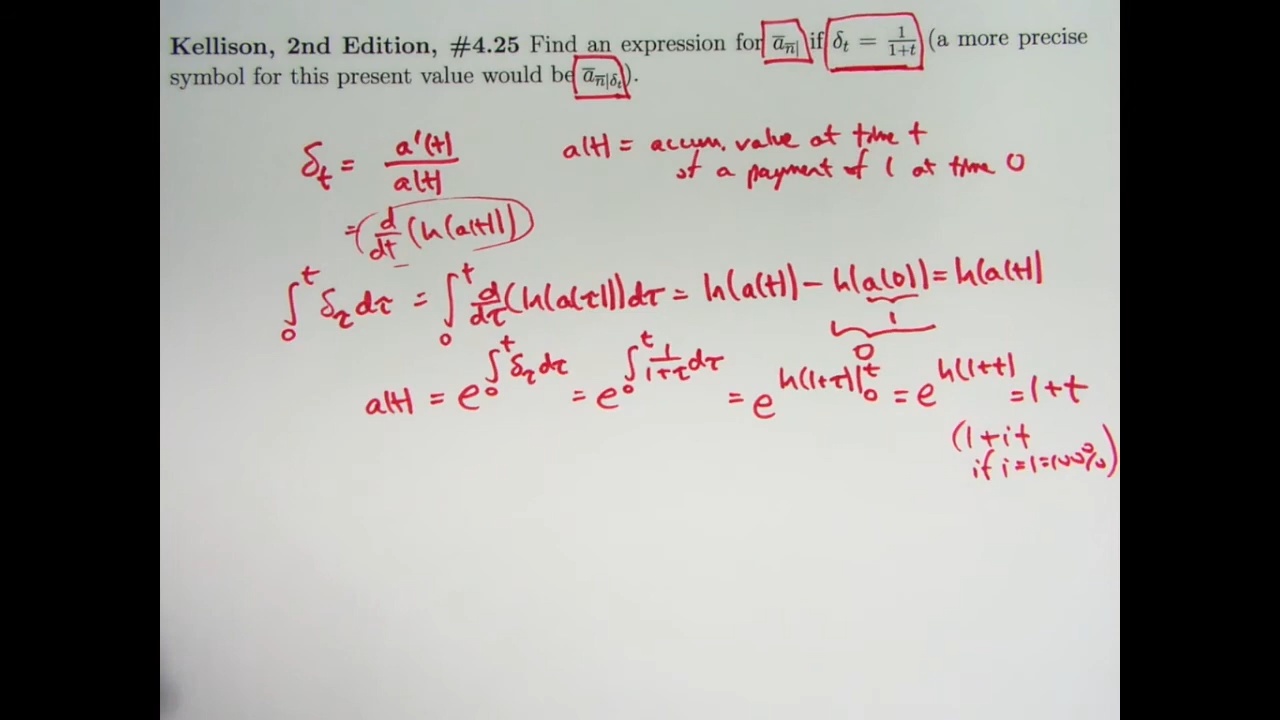 Kellison, 2nd Edition, #4.25 Find an expression for a̅_n̅| if δ_t = 1/(1+t) (a more precise
symbol for this present value would be a̅_n̅|δ_t).
δ_t = a'(t)/a(t)
a(t) = accum. value at time t
of a payment of 1 at time 0
= d/dt (ln(a(t)))
∫_0^t δ_τ dτ = ∫_0^t d/dτ (ln(a(τ))) dτ = ln(a(t)) − ln(a(0)) = ln(a(t))
1
0
a(t) = e^{∫_0^t δ_τ dτ} = e^{∫_0^t 1/(1+τ) dτ} = e^{ln(1+τ)|_0^t} = e^{ln(1+t)} = 1+t
(1+it
if i=1=100%)